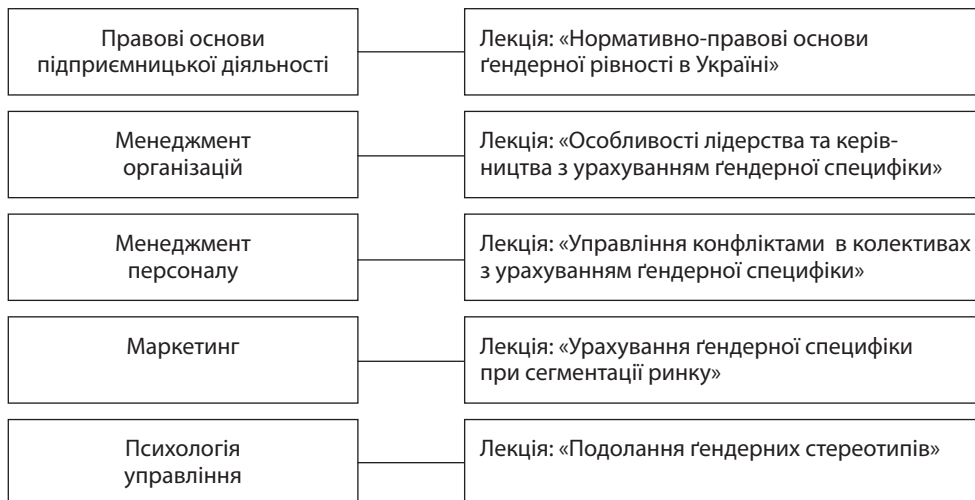 Правові основи
підприємницької діяльності
Лекція: «Нормативно-правові основи
ґендерної рівності в Україні»
Менеджмент
організацій
Лекція: «Особливості лідерства та керів-
ництва з урахуванням ґендерної специфіки»
Менеджмент
персоналу
Лекція: «Управління конфліктами в колективах
з урахуванням ґендерної специфіки»
Маркетинг
Лекція: «Урахування ґендерної специфіки
при сегментації ринку»
Психологія
управління
Лекція: «Подолання ґендерних стереотипів»